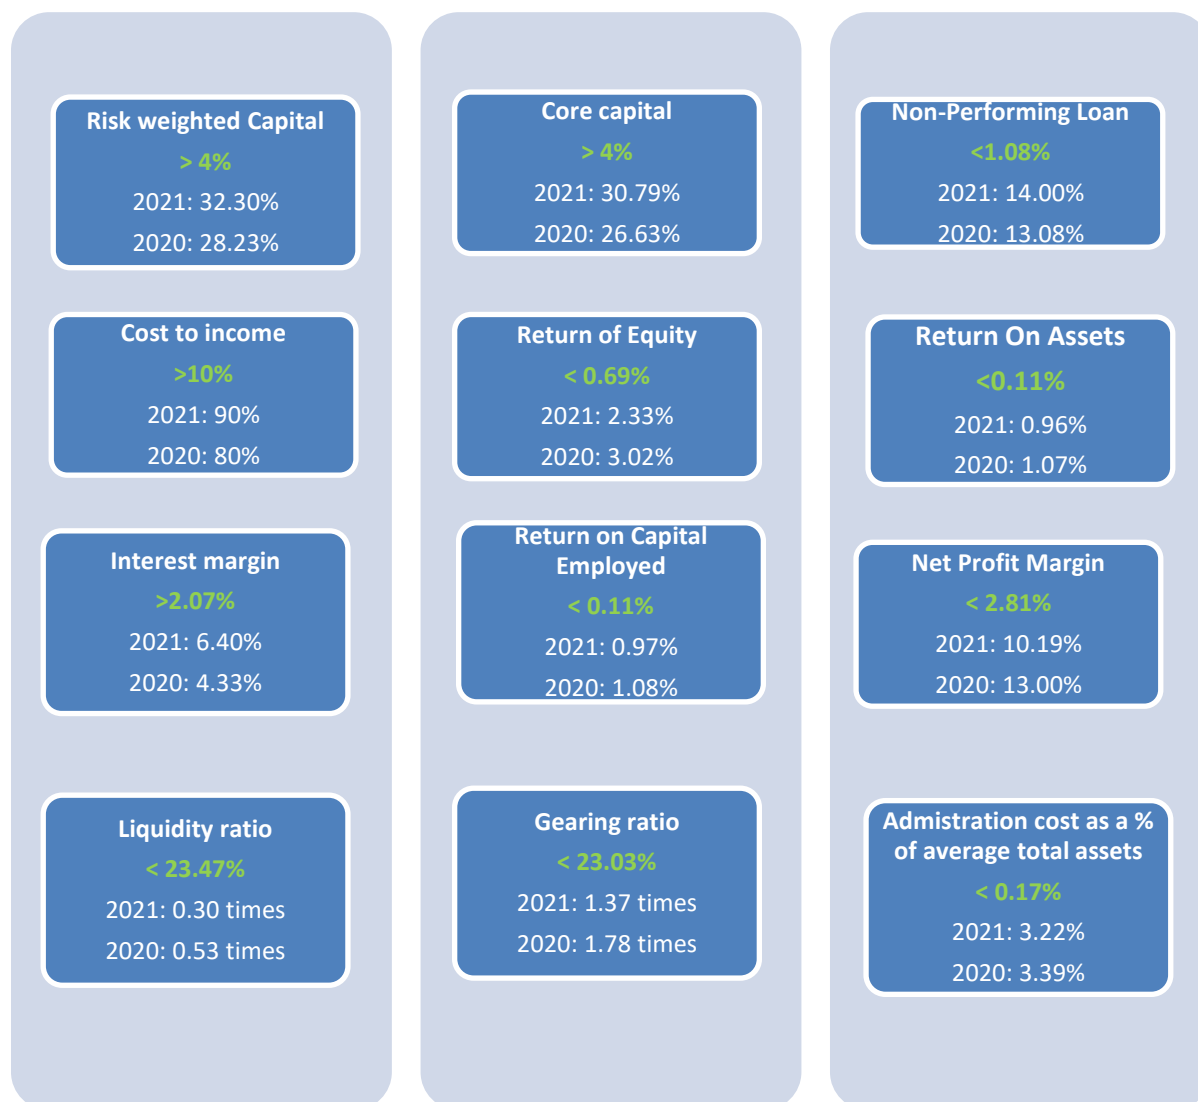 Risk weighted Capital
> 4%
2021: 32.30%
2020: 28.23%
Core capital
> 4%
2021: 30.79%
2020: 26.63%
Non-Performing Loan
<1.08%
2021: 14.00%
2020: 13.08%
Cost to income
>10%
2021: 90%
2020: 80%
Return of Equity
< 0.69%
2021: 2.33%
2020: 3.02%
Return On Assets
<0.11%
2021: 0.96%
2020: 1.07%
Interest margin
>2.07%
2021: 6.40%
2020: 4.33%
Return on Capital
Employed
< 0.11%
2021: 0.97%
2020: 1.08%
Net Profit Margin
< 2.81%
2021: 10.19%
2020: 13.00%
Liquidity ratio
< 23.47%
2021: 0.30 times
2020: 0.53 times
Gearing ratio
< 23.03%
2021: 1.37 times
2020: 1.78 times
Admistration cost as a %
of average total assets
< 0.17%
2021: 3.22%
2020: 3.39%